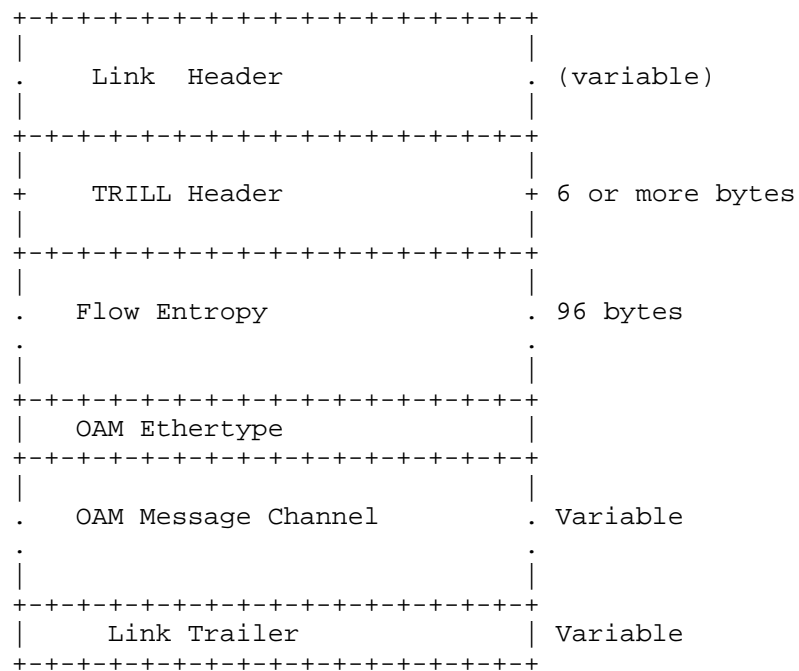 +-+-+-+-+-+-+-+-+-+-+-+-+-+-+-+-+
|                               |
.    Link  Header               . (variable)
|                               |
+-+-+-+-+-+-+-+-+-+-+-+-+-+-+-+-+
|                               |
+    TRILL Header               + 6 or more bytes
|                               |
+-+-+-+-+-+-+-+-+-+-+-+-+-+-+-+-+
|                               |
.   Flow Entropy                . 96 bytes
.                               .
|                               |
+-+-+-+-+-+-+-+-+-+-+-+-+-+-+-+-+
|   OAM Ethertype               |
+-+-+-+-+-+-+-+-+-+-+-+-+-+-+-+-+
|                               |
.   OAM Message Channel         . Variable
.                               .
|                               |
+-+-+-+-+-+-+-+-+-+-+-+-+-+-+-+-+
|     Link Trailer              | Variable
+-+-+-+-+-+-+-+-+-+-+-+-+-+-+-+-+